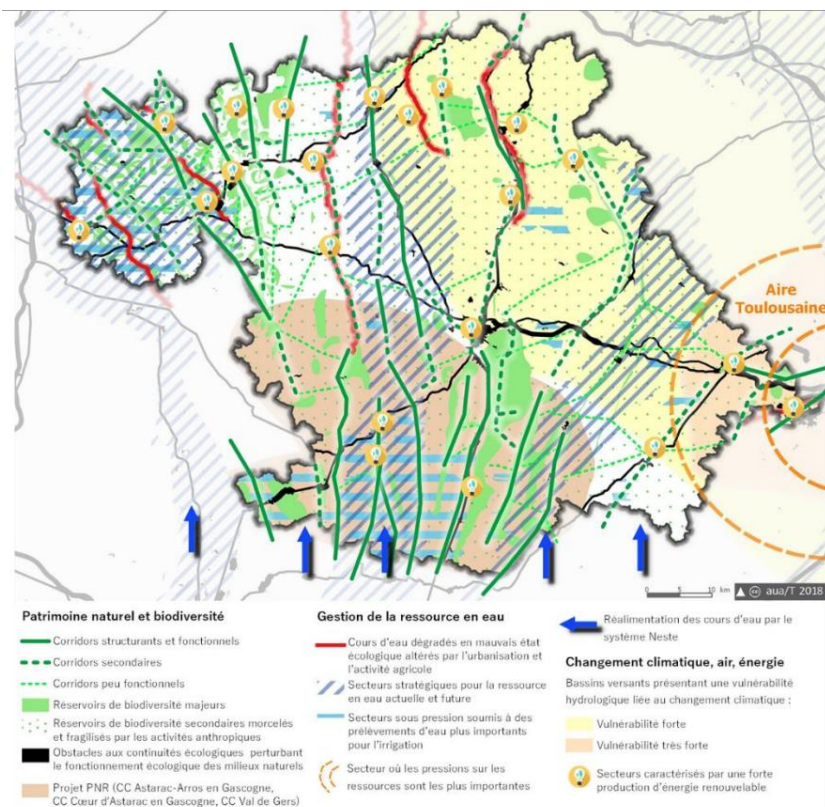 Aire
Toulousaine
0 5 10 km
aua/T 2018
Patrimoine naturel et biodiversité
Corridors structurants et fonctionnels
Corridors secondaires
Corridors peu fonctionnels
Réservoirs de biodiversité majeurs
Réservoirs de biodiversité secondaires morcelés
et fragilisés par les activités anthropiques
Obstacles aux continuités écologiques perturbant
le fonctionnement écologique des milieux naturels
Projet PNR (CC Astarac-Arros en Gascogne,
CC Cœur d'Astarac en Gascogne, CC Val de Gers)
Gestion de la ressource en eau
Cours d'eau dégradés en mauvais état
écologique altérés par l'urbanisation et
l'activité agricole
Secteurs stratégiques pour la ressource
en eau actuelle et future
Secteurs sous pression soumis à des
prélèvements d'eau plus importants
pour l'irrigation
Secteur où les pressions sur les
ressources sont les plus importantes
Réalimentation des cours d'eau par le
système Neste
Changement climatique, air, énergie
Bassins versants présentant une vulnérabilité
hydrologique liée au changement climatique :
Vulnérabilité forte
Vulnérabilité très forte
Secteurs caractérisés par une forte
production d'énergie renouvelable